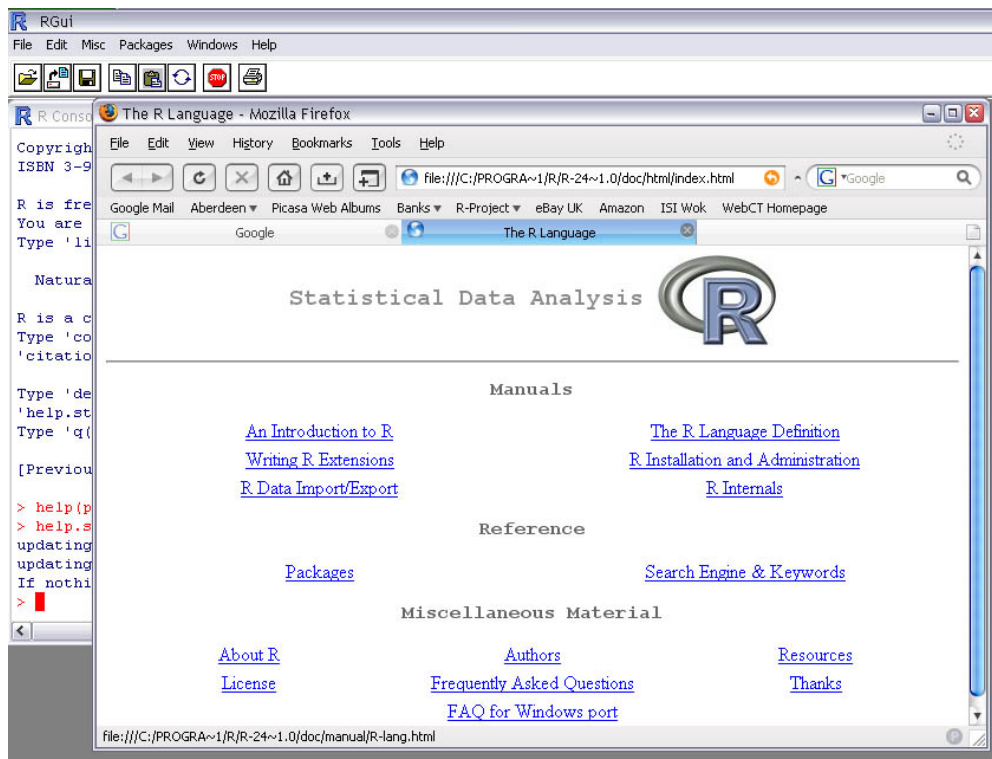 RGui
File Edit Misc Packages Windows Help
STOP
R Conso
Copyrigh
ISBN 3-9
R is fre
You are
Type 'li
Natura
R is a c
Type 'co
'citatio
Type 'de
'help.st
Type 'q(
[Previou
> help(p
> help.s
updating
updating
If nothi
>
The R Language - Mozilla Firefox
File Edit View History Bookmarks Tools Help
file:///C:/PROGRA~1/R/R-24~1.0/doc/html/index.html
G Google
Google Mail Aberdeen Picasa Web Albums Banks R-Project eBay UK Amazon ISI Wok WebCT Homepage
G Google The R Language
Statistical Data Analysis R
Manuals
An Introduction to R The R Language Definition
Writing R Extensions R Installation and Administration
R Data Import/Export R Internals
Reference
Packages Search Engine & Keywords
Miscellaneous Material
About R Authors Resources
License Frequently Asked Questions Thanks
FAQ for Windows port
file:///C:/PROGRA~1/R/R-24~1.0/doc/manual/R-lang.html